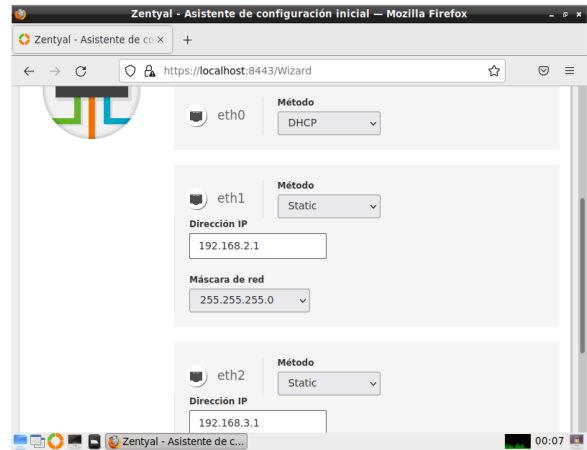 Zentyal - Asistente de configuración inicial — Mozilla Firefox
Zentyal - Asistente de co
https://localhost:8443/Wizard
eth0
Método
DHCP
eth1
Método
Static
Dirección IP
192.168.2.1
Máscara de red
255.255.255.0
eth2
Método
Static
Dirección IP
192.168.3.1
Zentyal - Asistente de c...
00:07